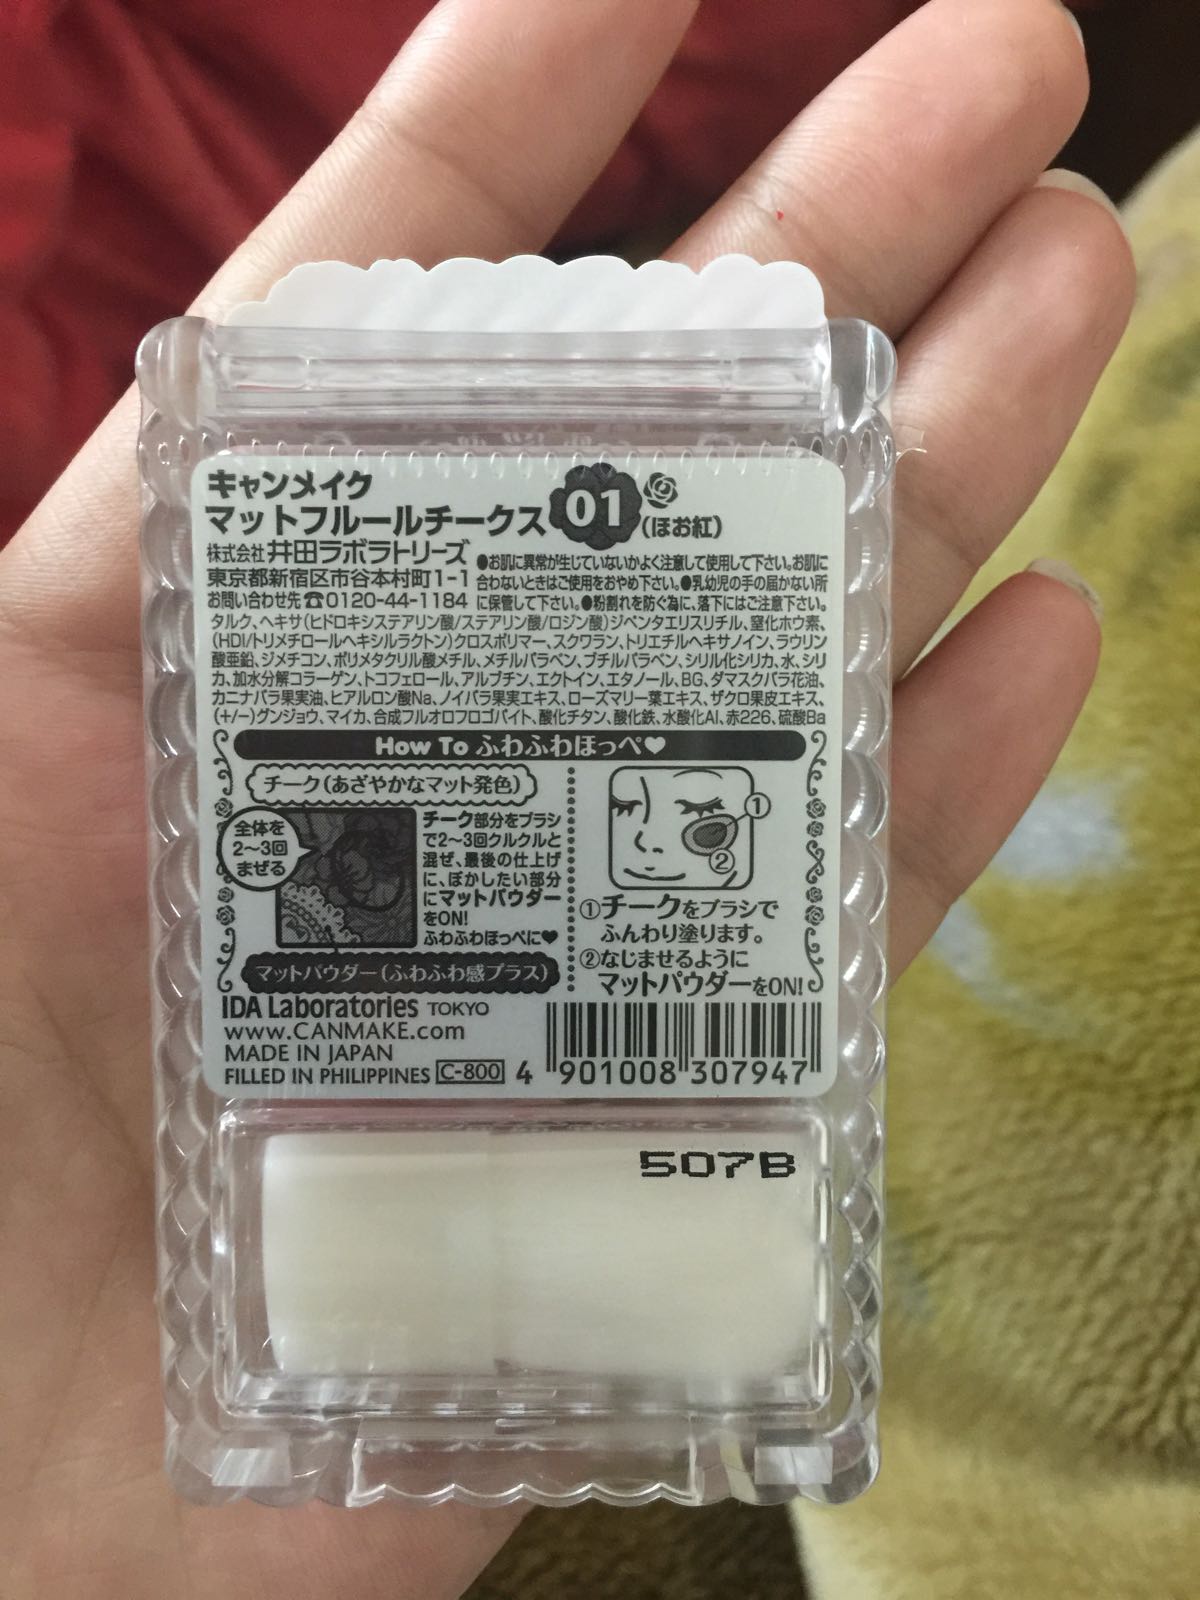 キャンメイク
マットフルールチークス 01 (ほお紅)
株式会社 井田ラボラトリーズ
東京都新宿区市谷本村町1-1
お問い合わせ先☎0120-44-1184
●お肌に異常が生じていないかよく注意して使用して下さい。お肌に
合わないときはご使用をおやめ下さい。●乳幼児の手の届かない所
に保管して下さい。●粉割れを防ぐ為に、落下にはご注意下さい。
タルク、ヘキサ(ヒドロキシステアリン酸/ステアリン酸/ロジン酸)ジペンタエリスリチル、窒化ホウ素、
(HDI/トリメチロールヘキシルラクトン)クロスポリマー、スクワラン、トリエチルヘキサノイン、ラウリン
酸亜鉛、ジメチコン、ポリメタクリル酸メチル、メチルパラベン、ブチルパラベン、シリル化シリカ、水、シリ
カ、加水分解コラーゲン、トコフェロール、アルブチン、エクトイン、エタノール、BG、ダマスクバラ花油、
カニナバラ果実油、ヒアルロン酸Na、ノイバラ果実エキス、ローズマリー葉エキス、ザクロ果皮エキス、
(+/−)グンジョウ、マイカ、合成フルオロフロゴパイト、酸化チタン、酸化鉄、水酸化Al、赤226、硫酸Ba
How To ふわふわほっぺ♥
チーク(あざやかなマット発色)
全体を
2〜3回
まぜる
チーク部分をブラシ
で2〜3回クルクルと
混ぜ、最後の仕上げ
に、ぼかしたい部分
にマットパウダー
をON!
ふわふわほっぺに♥
マットパウダー(ふわふわ感プラス)
①
②
①チークをブラシで
ふんわり塗ります。
②なじませるように
マットパウダーをON!
IDA Laboratories TOKYO
www.CANMAKE.com
MADE IN JAPAN
FILLED IN PHILIPPINES C-800
4 901008 307947
507B